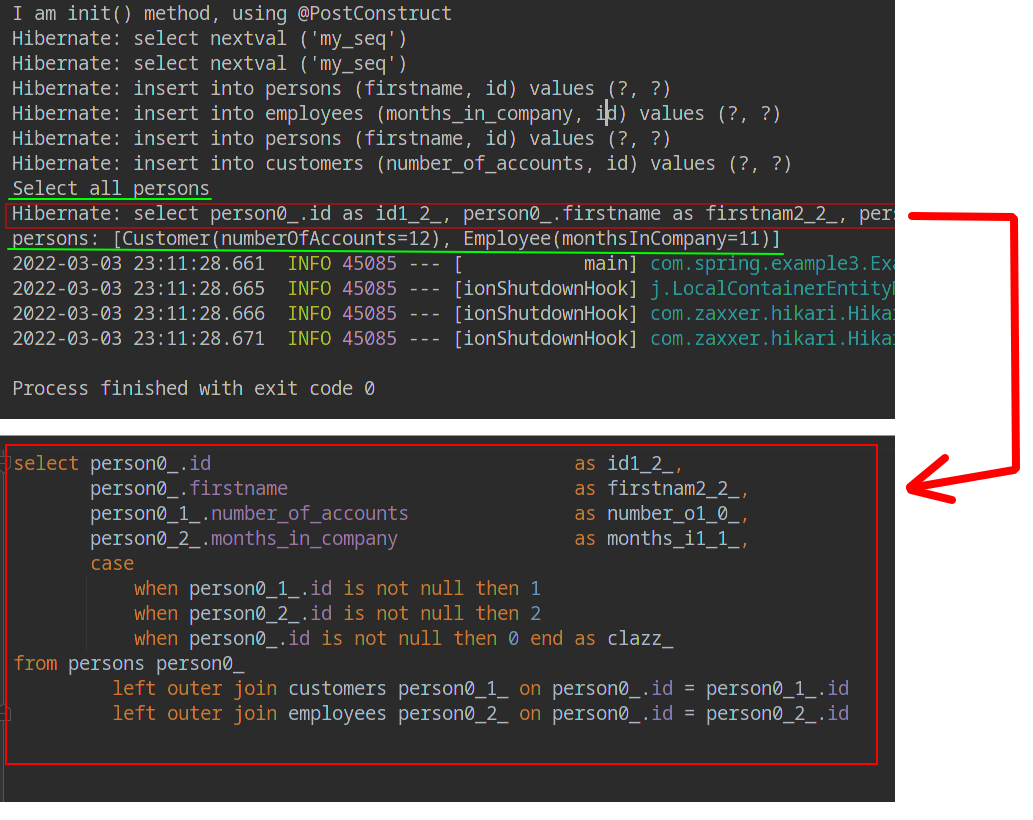 I am init() method, using @PostConstruct
Hibernate: select nextval ('my_seq')
Hibernate: select nextval ('my_seq')
Hibernate: insert into persons (firstname, id) values (?, ?)
Hibernate: insert into employees (months_in_company, id) values (?, ?)
Hibernate: insert into persons (firstname, id) values (?, ?)
Hibernate: insert into customers (number_of_accounts, id) values (?, ?)
Select all persons
Hibernate: select person0_.id as id1_2_, person0_.firstname as firstnam2_2_, per
persons: [Customer(numberOfAccounts=12), Employee(monthsInCompany=11)]
2022-03-03 23:11:28.661 INFO 45085 --- [ main] com.spring.example3.Exa
2022-03-03 23:11:28.665 INFO 45085 --- [ionShutdownHook] j.LocalContainerEntity
2022-03-03 23:11:28.666 INFO 45085 --- [ionShutdownHook] com.zaxxer.hikari.Hika
2022-03-03 23:11:28.671 INFO 45085 --- [ionShutdownHook] com.zaxxer.hikari.Hika
Process finished with exit code 0
select person0_.id as id1_2_,
person0_.firstname as firstnam2_2_,
person0_1_.number_of_accounts as number_o1_0_,
person0_2_.months_in_company as months_i1_1_,
case
when person0_1_.id is not null then 1
when person0_2_.id is not null then 2
when person0_.id is not null then 0 end as clazz_
from persons person0_
left outer join customers person0_1_ on person0_.id = person0_1_.id
left outer join employees person0_2_ on person0_.id = person0_2_.id